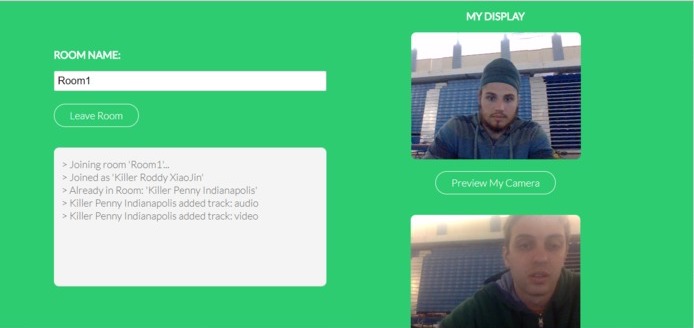 MY DISPLAY
ROOM NAME:
Room1
Leave Room
> Joining room 'Room1'...
> Joined as 'Killer Roddy XiaoJin'
> Already in Room: 'Killer Penny Indianapolis'
> Killer Penny Indianapolis added track: audio
> Killer Penny Indianapolis added track: video
Preview My Camera